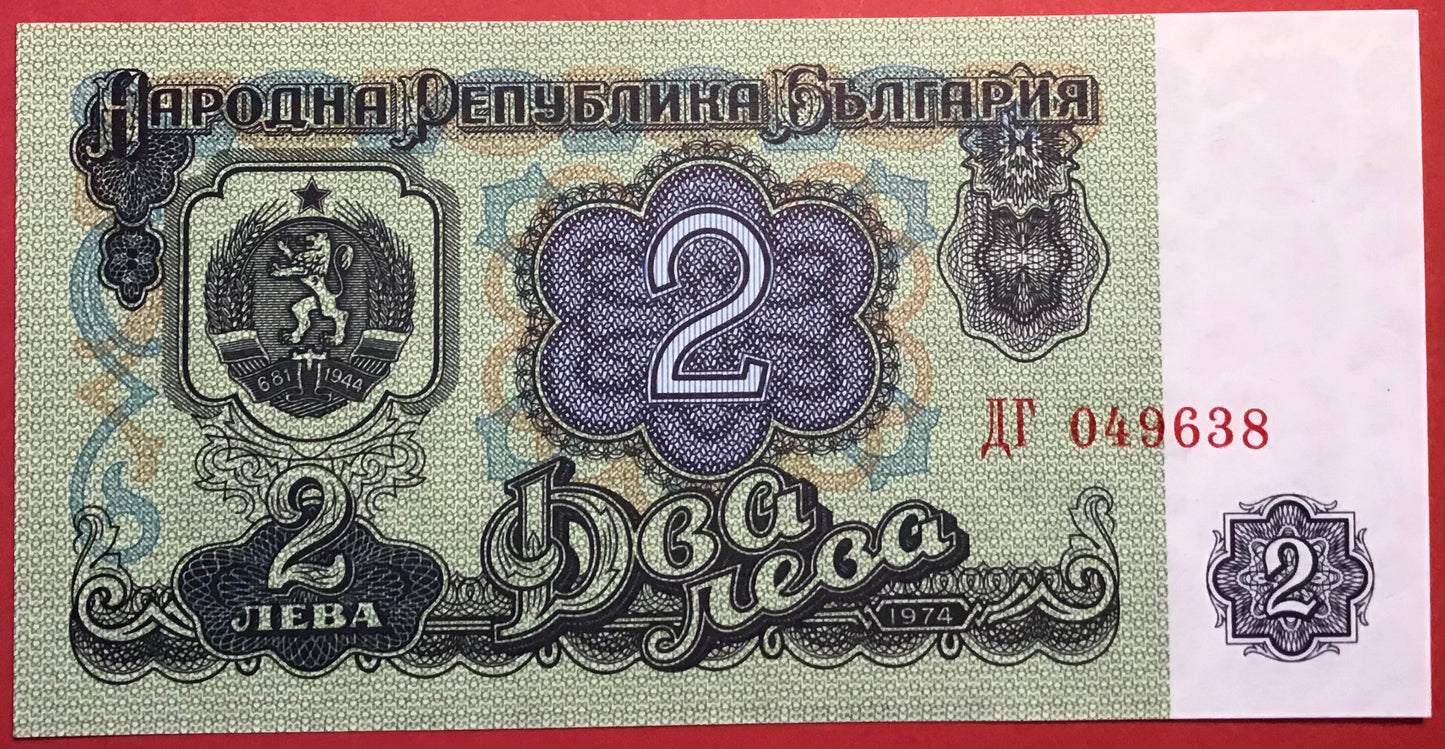 Народна Република България
681 1944
2
ДГ 049638
2
ЛЕВА
Два
лева
1974
2